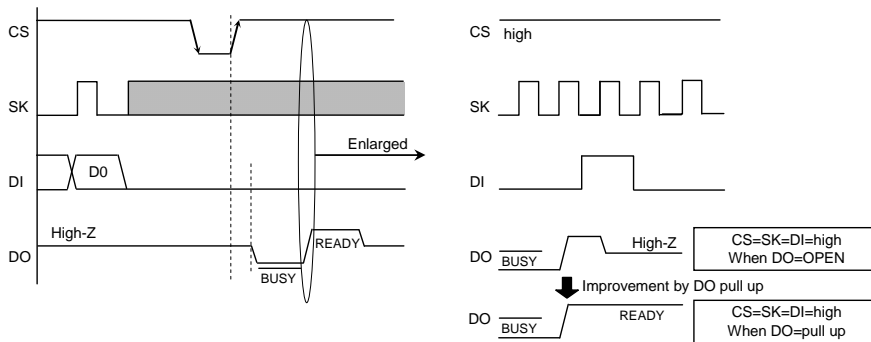 CS
SK
DI
D0
High-Z
DO
BUSY
READY
Enlarged
CS
high
SK
DI
DO
BUSY
High-Z
CS=SK=DI=high
When DO=OPEN
Improvement by DO pull up
DO
BUSY
READY
CS=SK=DI=high
When DO=pull up